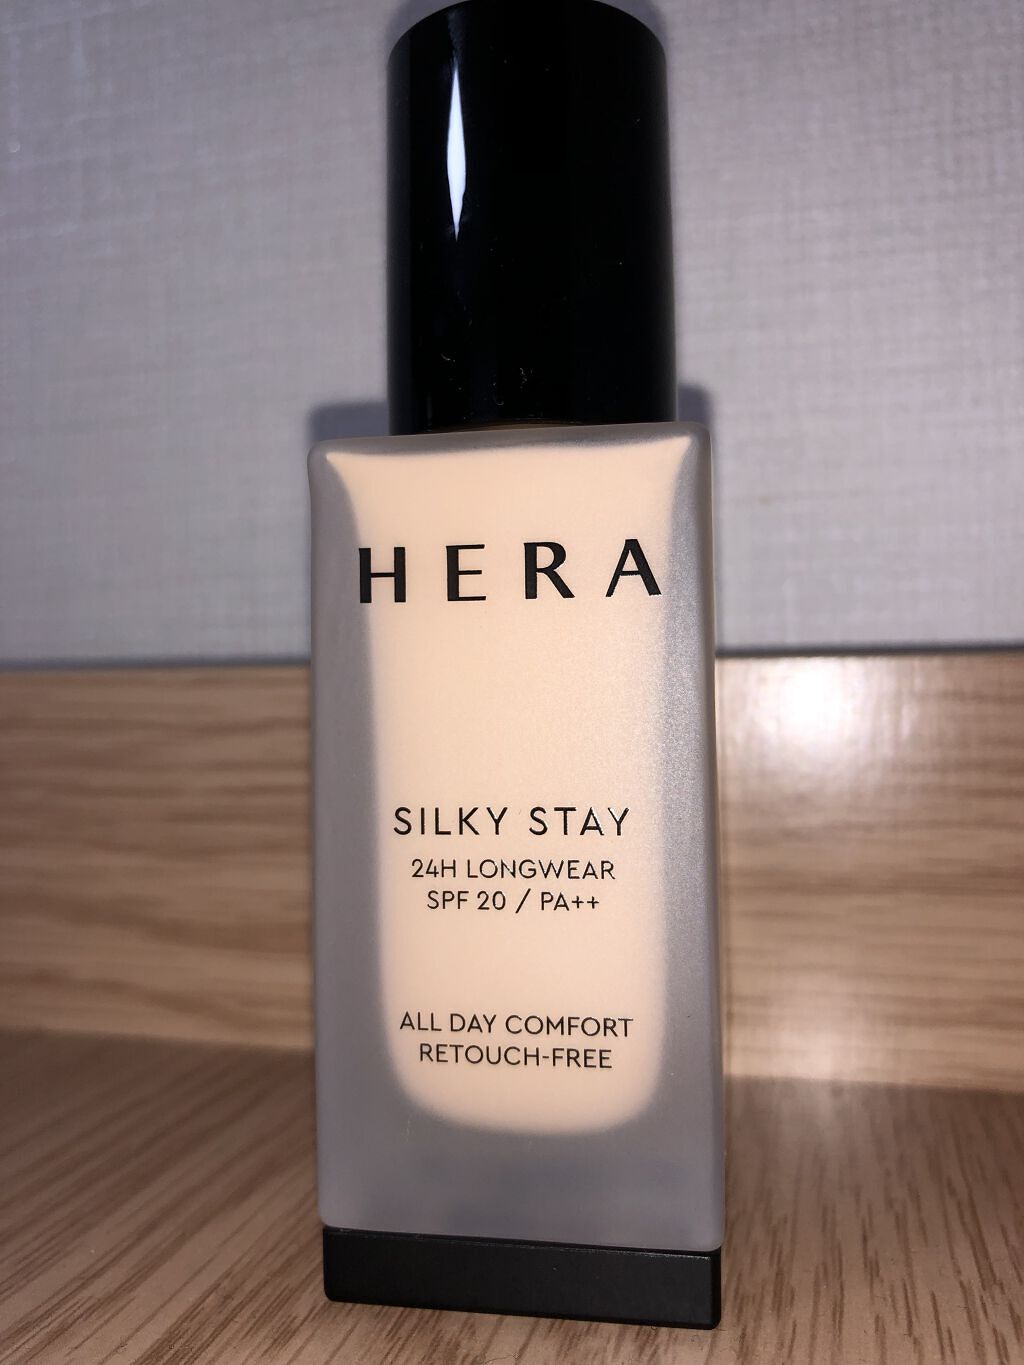 HERA
SILKY STAY
24H LONGWEAR
SPF 20 / PA++
ALL DAY COMFORT
RETOUCH-FREE